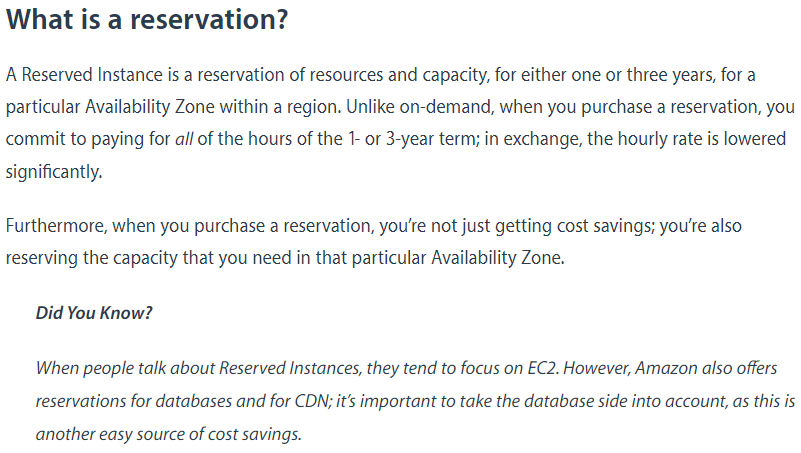 What is a reservation?
A Reserved Instance is a reservation of resources and capacity, for either one or three years, for a
particular Availability Zone within a region. Unlike on-demand, when you purchase a reservation, you
commit to paying for all of the hours of the 1- or 3-year term; in exchange, the hourly rate is lowered
significantly.
Furthermore, when you purchase a reservation, you’re not just getting cost savings; you’re also
reserving the capacity that you need in that particular Availability Zone.
Did You Know?
When people talk about Reserved Instances, they tend to focus on EC2. However, Amazon also offers
reservations for databases and for CDN; it’s important to take the database side into account, as this is
another easy source of cost savings.